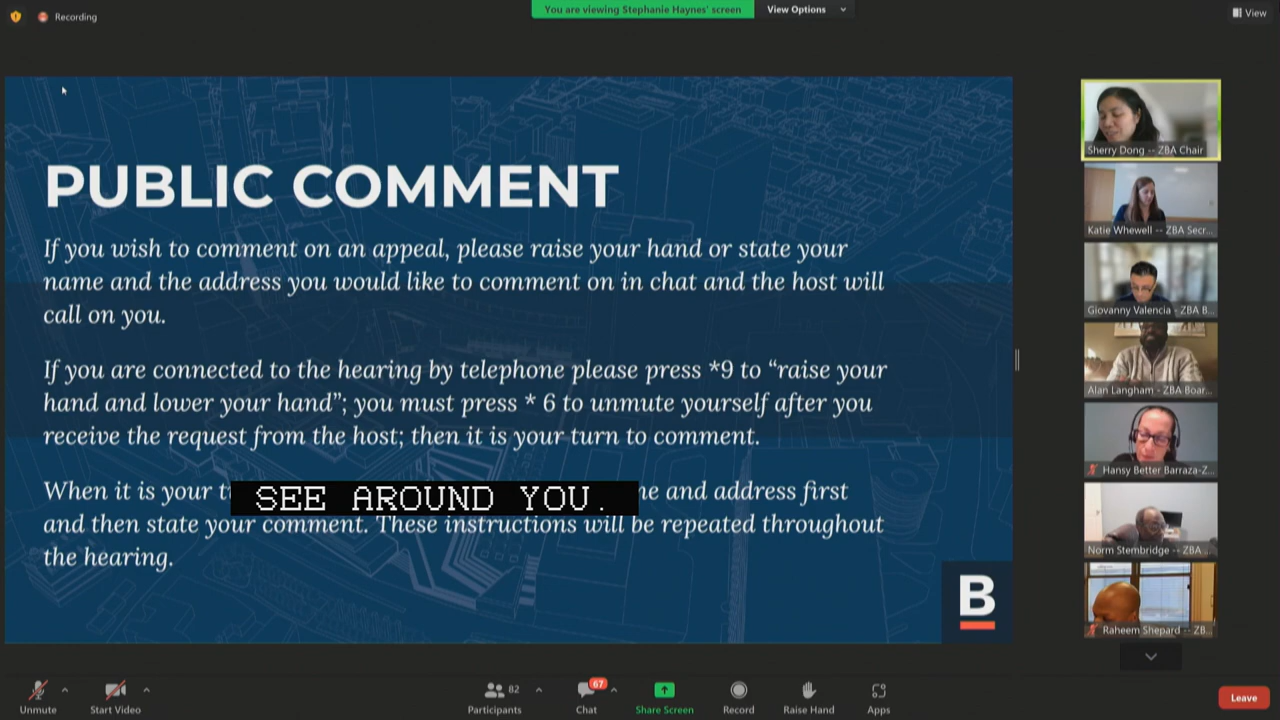 Recording
You are viewing Stephanie Haynes' screen
View Options
View
PUBLIC COMMENT
If you wish to comment on an appeal, please raise your hand or state your
name and the address you would like to comment on in chat and the host will
call on you.
If you are connected to the hearing by telephone please press *9 to “raise your
hand and lower your hand”; you must press * 6 to unmute yourself after you
receive the request from the host; then it is your turn to comment.
When it is your
and address first
SEE AROUND YOU.
and then state your comment. These instructions will be repeated throughout
the hearing.
B
Sherry Dong -- ZBA Chair
Katie Whewell -- ZBA Secr...
Giovanny Valencia - ZBA B...
Alan Langham - ZBA Boar...
Hansy Better Barraza-Z...
Norm Stembridge -- ZBA ...
Raheem Shepard -- ZB...
Unmute
Start Video
Participants
82
Chat
67
Share Screen
Record
Raise Hand
Apps
Leave